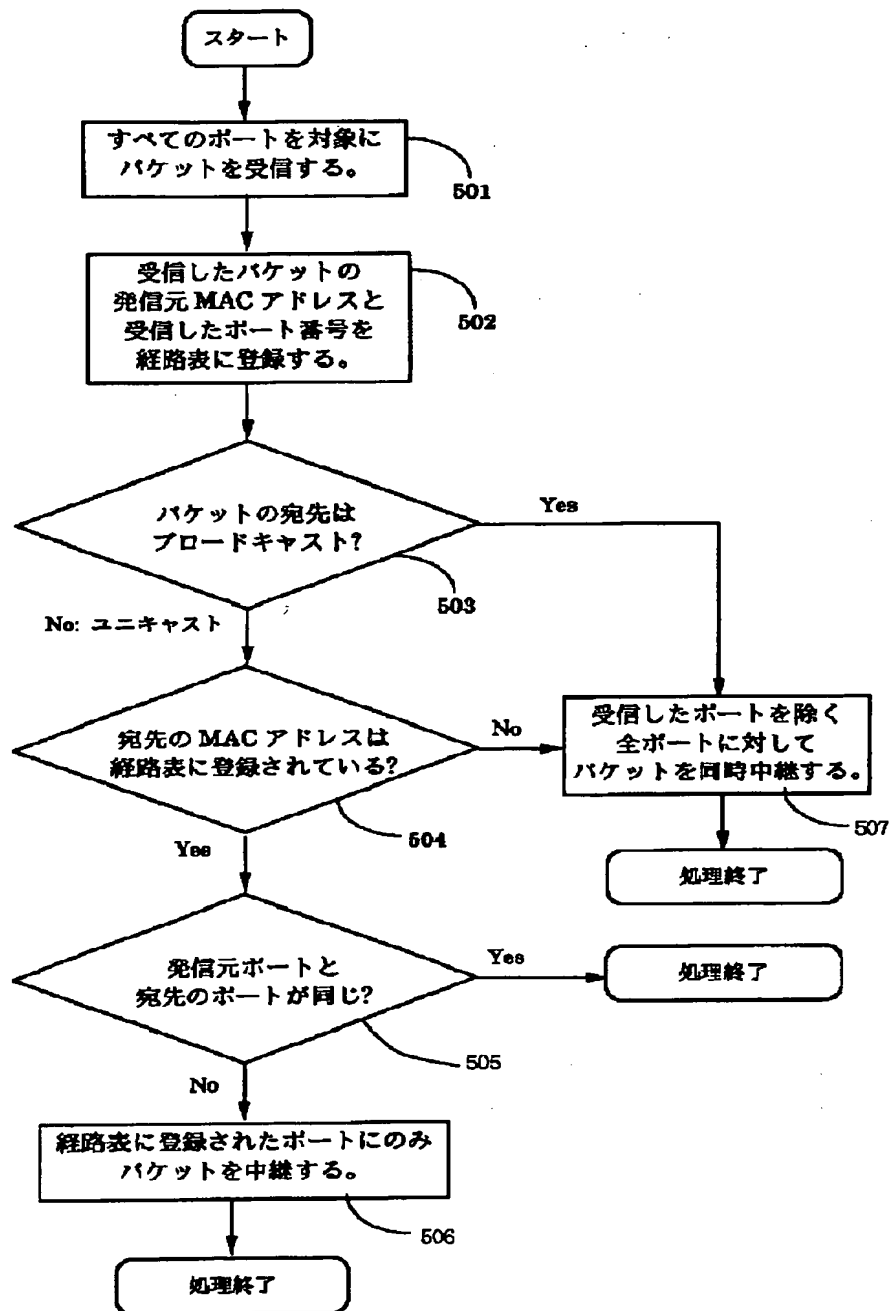 スタート
すべてのポートを対象に
パケットを受信する。
501
受信したパケットの
発信元 MAC アドレスと
受信したポート番号を
経路表に登録する。
502
パケットの宛先は
ブロードキャスト?
Yes
503
No: ユニキャスト
宛先の MAC アドレスは
経路表に登録されている?
No
504
Yes
受信したポートを除く
全ポートに対して
パケットを同時中継する。
507
処理終了
発信元ポートと
宛先のポートが同じ?
Yes
処理終了
505
No
経路表に登録されたポートにのみ
パケットを中継する。
506
処理終了